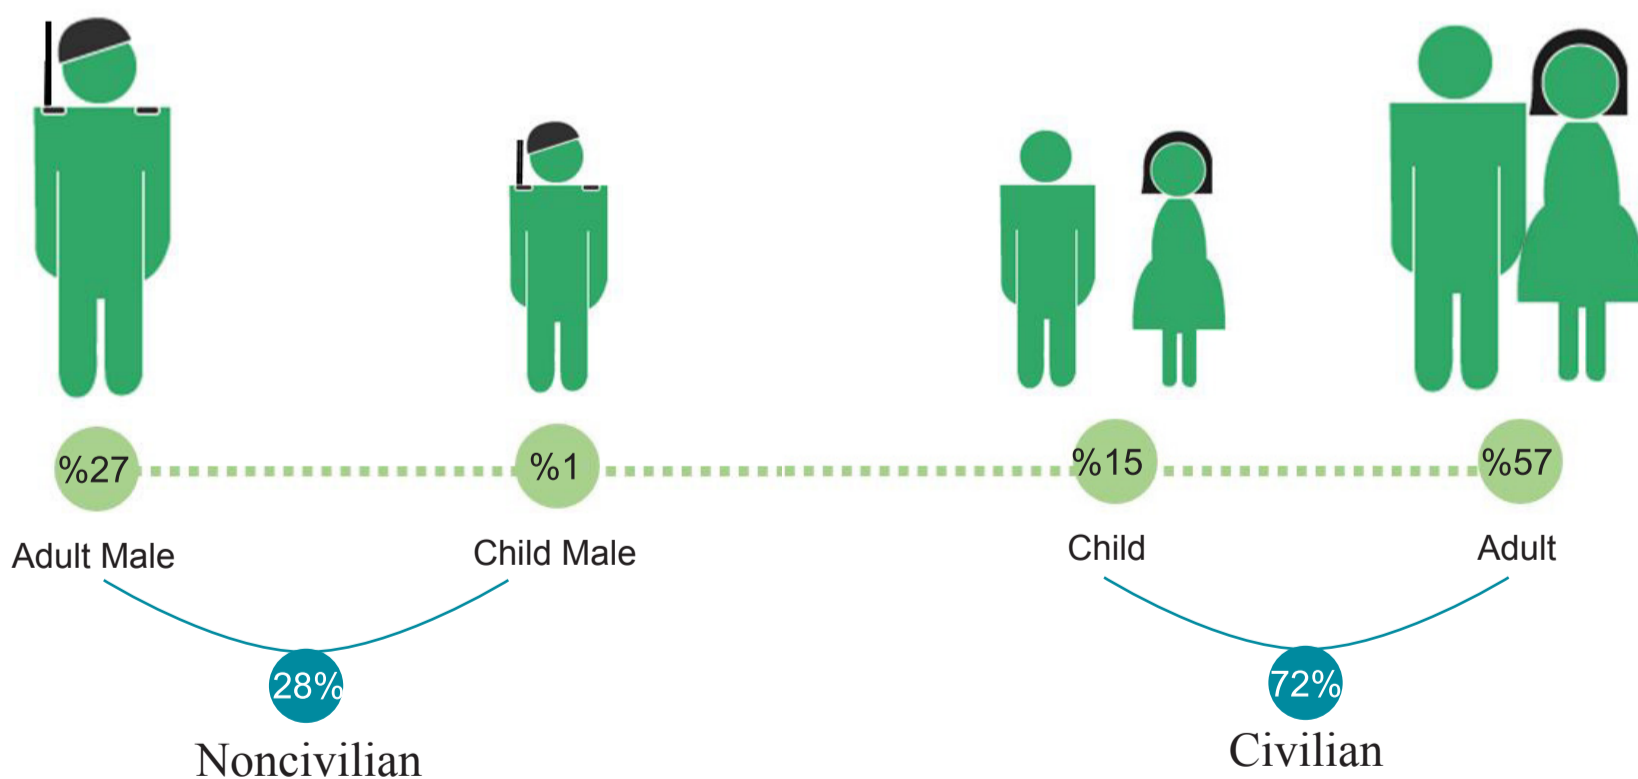 %27
%1
%15
%57
Adult Male
Child Male
Child
Adult
28%
72%
Noncivilian
Civilian